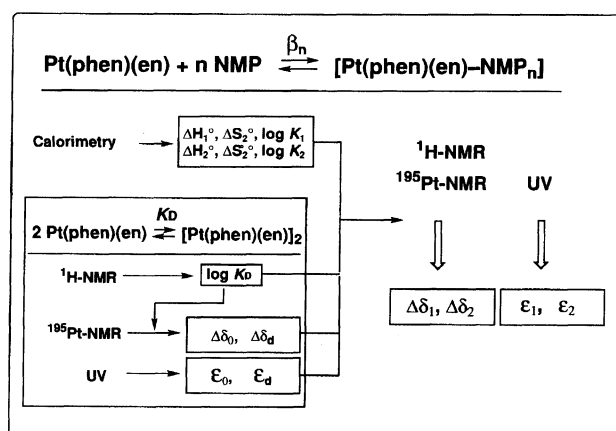 βn
Pt(phen)(en) + n NMP ⇌ [Pt(phen)(en)–NMPn]
Calorimetry
ΔH1°, ΔS2°, log K1
ΔH2°, ΔS2°, log K2
1H-NMR
195Pt-NMR UV
KD
2 Pt(phen)(en) ⇌ [Pt(phen)(en)]2
1H-NMR log KD
195Pt-NMR Δδ0, Δδd
UV ε0, εd
Δδ1, Δδ2 ε1, ε2